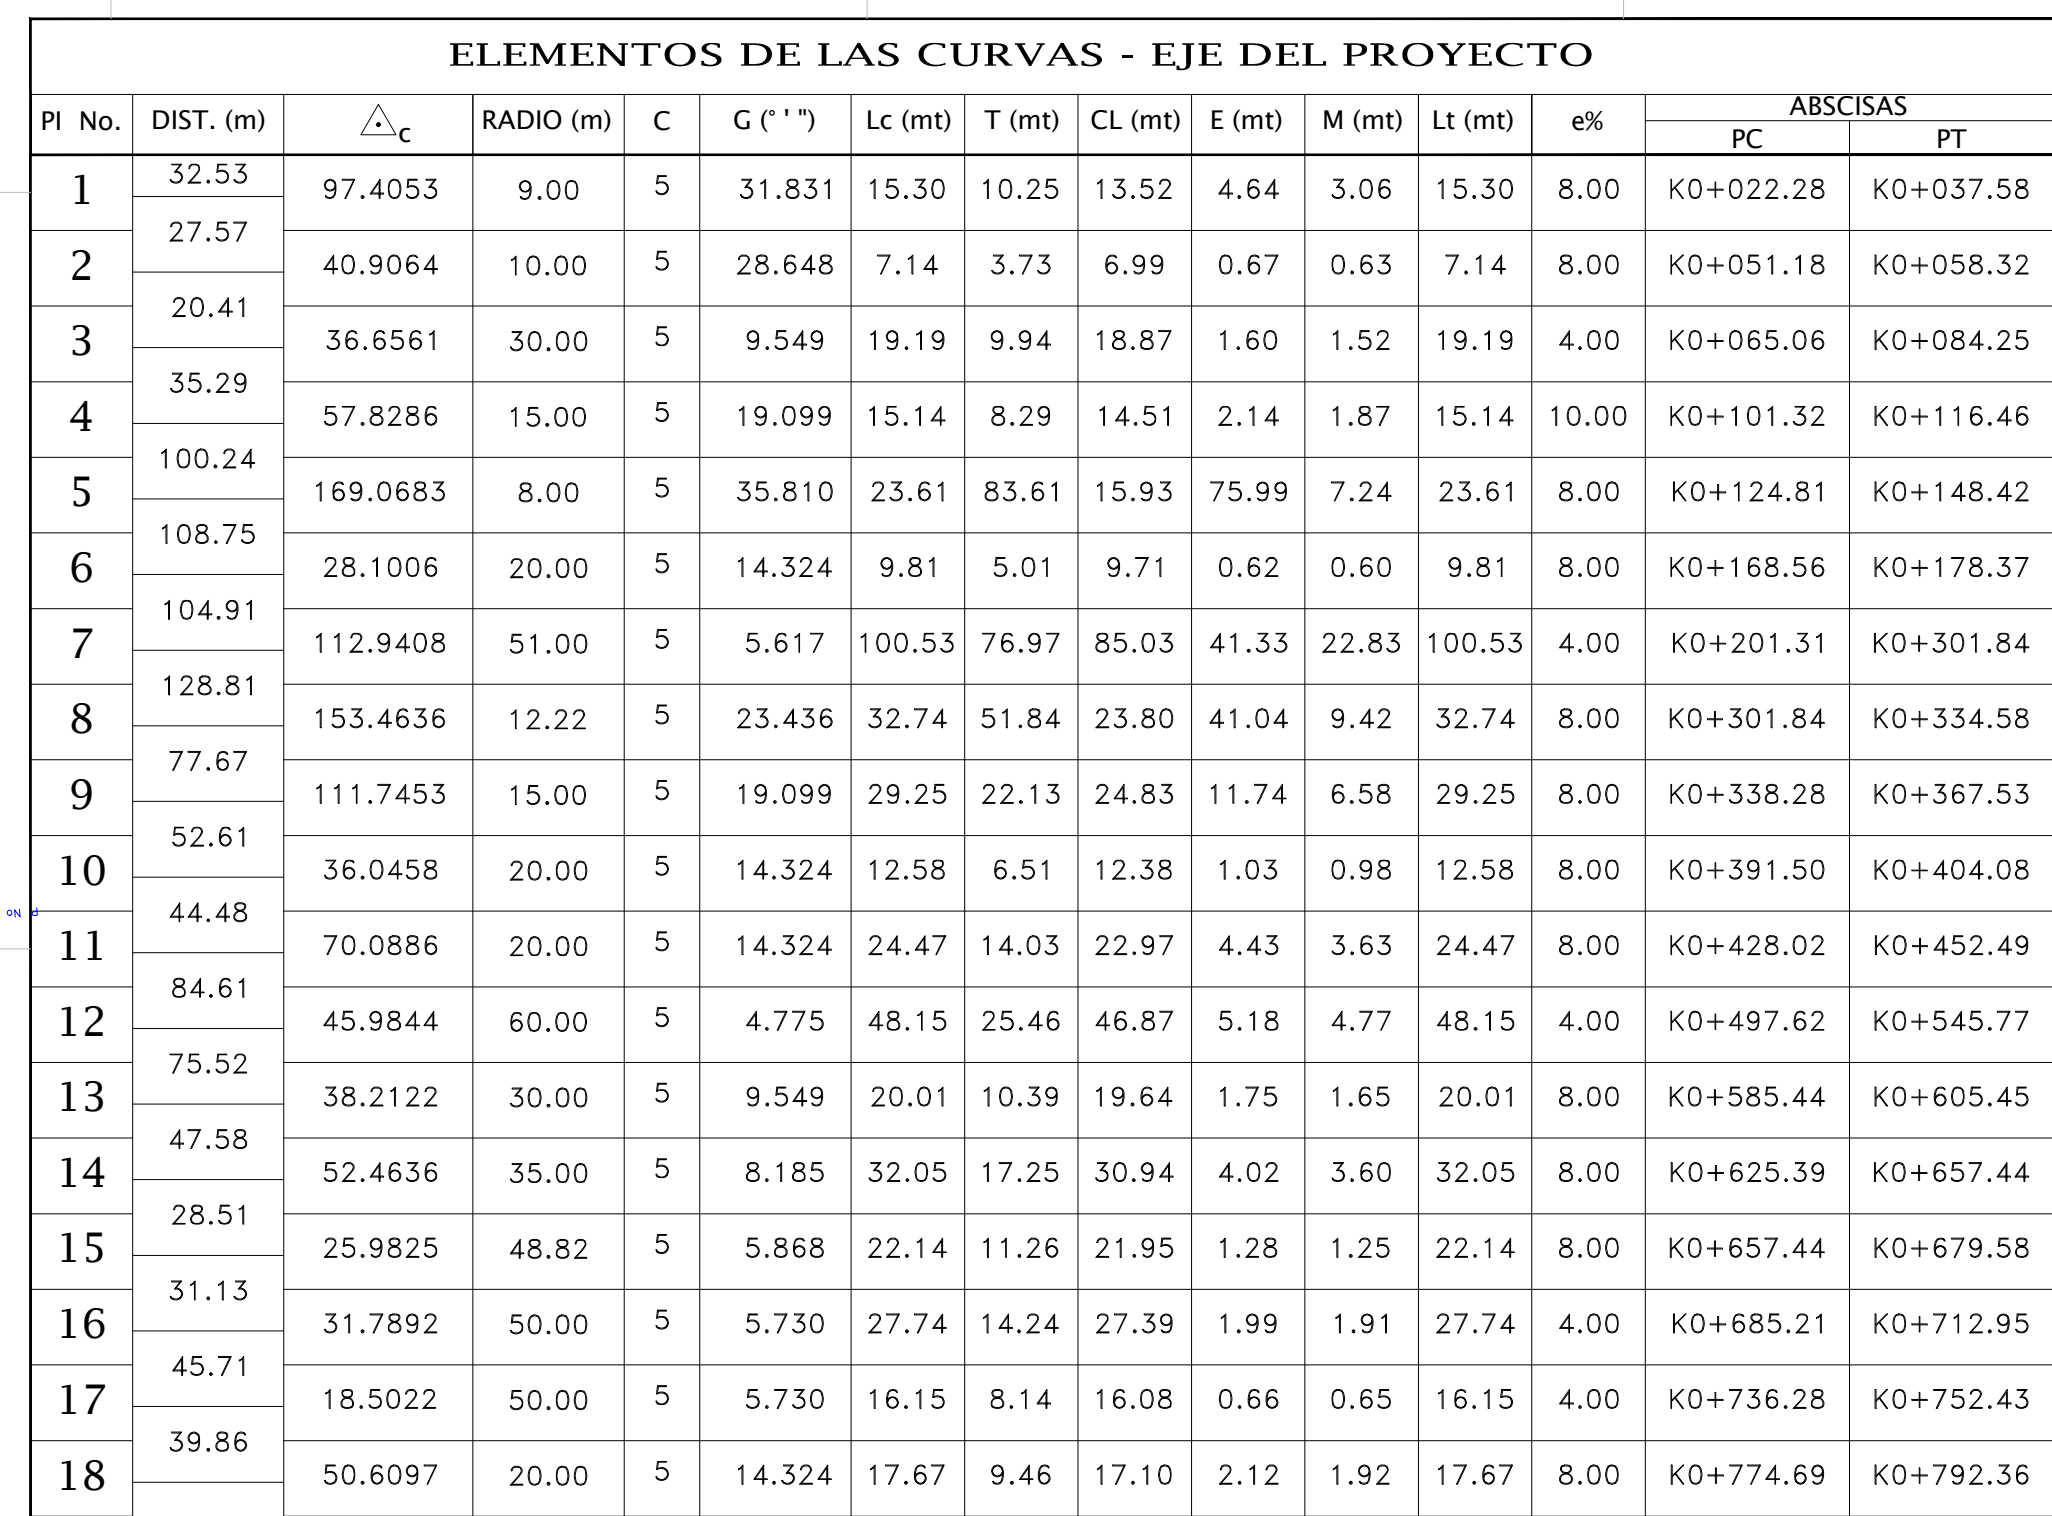 ELEMENTOS DE LAS CURVAS - EJE DEL PROYECTO
PI No. DIST. (m) c RADIO (m) C G (° ' ") Lc (mt) T (mt) CL (mt) E (mt) M (mt) Lt (mt) e% ABSCISAS
PC PT
32.53
1 97.4053 9.00 5 31.831 15.30 10.25 13.52 4.64 3.06 15.30 8.00 K0+022.28 K0+037.58
27.57
2 40.9064 10.00 5 28.648 7.14 3.73 6.99 0.67 0.63 7.14 8.00 K0+051.18 K0+058.32
20.41
3 36.6561 30.00 5 9.549 19.19 9.94 18.87 1.60 1.52 19.19 4.00 K0+065.06 K0+084.25
35.29
4 57.8286 15.00 5 19.099 15.14 8.29 14.51 2.14 1.87 15.14 10.00 K0+101.32 K0+116.46
100.24
5 169.0683 8.00 5 35.810 23.61 83.61 15.93 75.99 7.24 23.61 8.00 K0+124.81 K0+148.42
108.75
6 28.1006 20.00 5 14.324 9.81 5.01 9.71 0.62 0.60 9.81 8.00 K0+168.56 K0+178.37
104.91
7 112.9408 51.00 5 5.617 100.53 76.97 85.03 41.33 22.83 100.53 4.00 K0+201.31 K0+301.84
128.81
8 153.4636 12.22 5 23.436 32.74 51.84 23.80 41.04 9.42 32.74 8.00 K0+301.84 K0+334.58
77.67
9 111.7453 15.00 5 19.099 29.25 22.13 24.83 11.74 6.58 29.25 8.00 K0+338.28 K0+367.53
52.61
10 36.0458 20.00 5 14.324 12.58 6.51 12.38 1.03 0.98 12.58 8.00 K0+391.50 K0+404.08
44.48
PI No
11 70.0886 20.00 5 14.324 24.47 14.03 22.97 4.43 3.63 24.47 8.00 K0+428.02 K0+452.49
84.61
12 45.9844 60.00 5 4.775 48.15 25.46 46.87 5.18 4.77 48.15 4.00 K0+497.62 K0+545.77
75.52
13 38.2122 30.00 5 9.549 20.01 10.39 19.64 1.75 1.65 20.01 8.00 K0+585.44 K0+605.45
47.58
14 52.4636 35.00 5 8.185 32.05 17.25 30.94 4.02 3.60 32.05 8.00 K0+625.39 K0+657.44
28.51
15 25.9825 48.82 5 5.868 22.14 11.26 21.95 1.28 1.25 22.14 8.00 K0+657.44 K0+679.58
31.13
16 31.7892 50.00 5 5.730 27.74 14.24 27.39 1.99 1.91 27.74 4.00 K0+685.21 K0+712.95
45.71
17 18.5022 50.00 5 5.730 16.15 8.14 16.08 0.66 0.65 16.15 4.00 K0+736.28 K0+752.43
39.86
18 50.6097 20.00 5 14.324 17.67 9.46 17.10 2.12 1.92 17.67 8.00 K0+774.69 K0+792.36